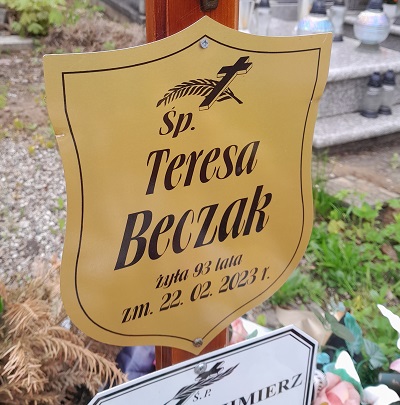 Śp.
Teresa
Beczak
żyła 93 lata
zm. 22. 02. 2023 r.
Ś.P.